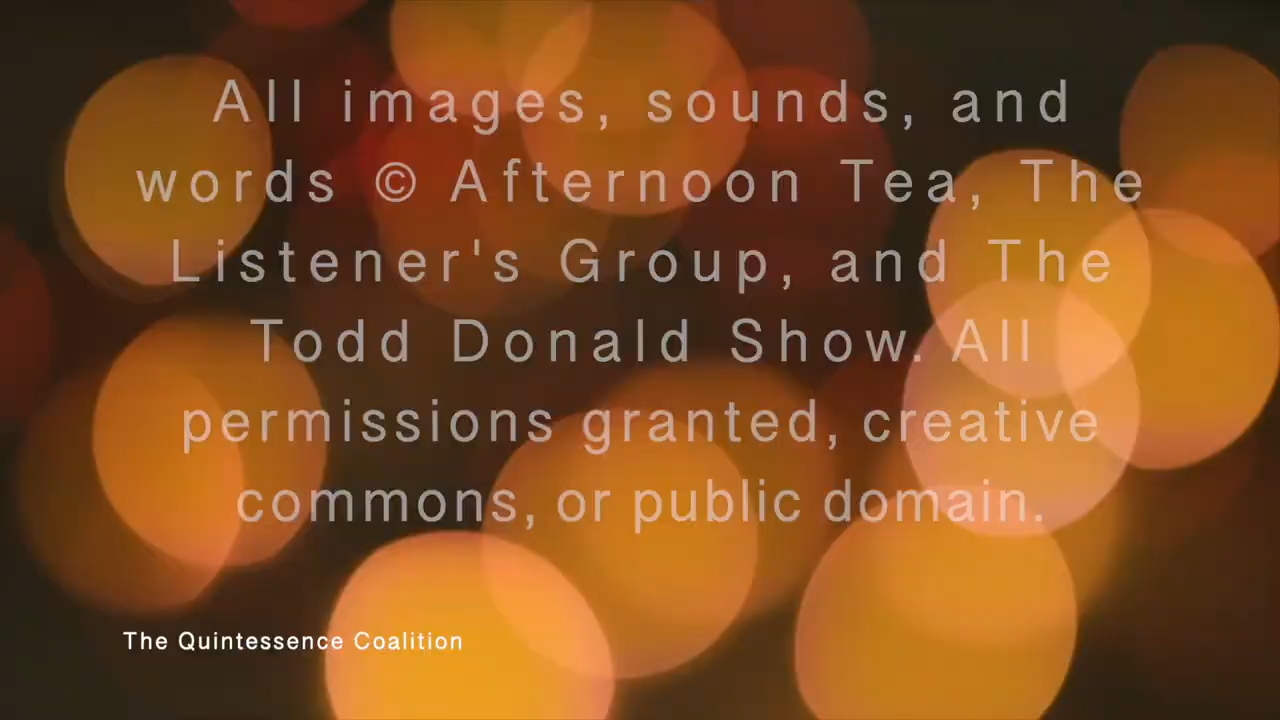 All images, sounds, and
words © Afternoon Tea, The
Listener's Group, and The
Todd Donald Show. All
permissions granted, creative
commons, or public domain.
The Quintessence Coalition